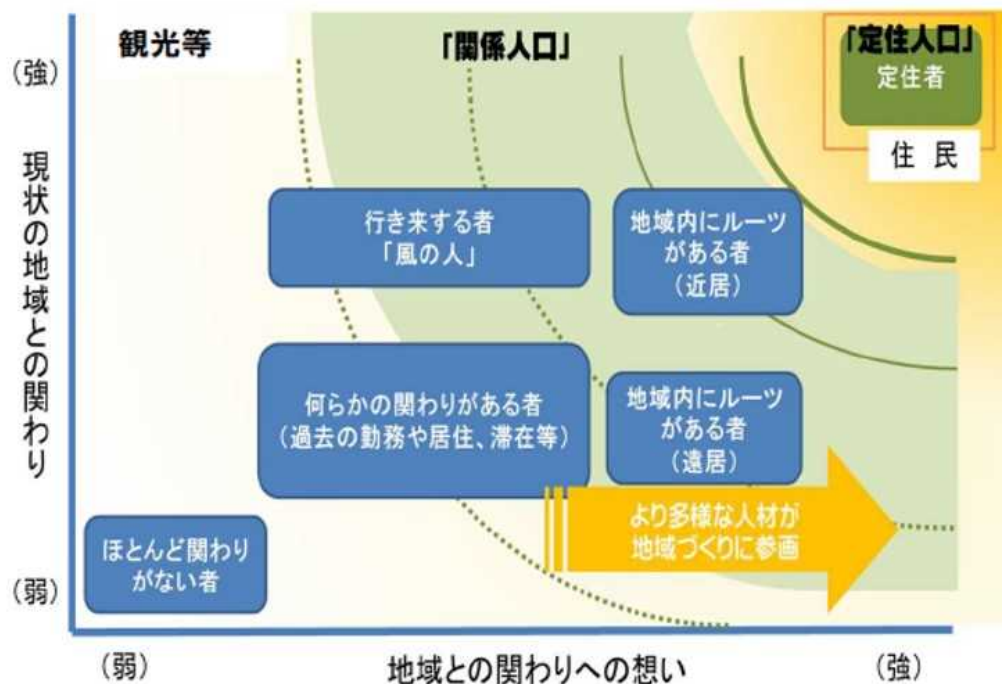 観光等
「関係人口」
「定住人口」
定住者
住 民
(強)
現状の地域との関わり
(弱)
行き来する者
「風の人」
地域内にルーツ
がある者
(近居)
何らかの関わりがある者
(過去の勤務や居住、滞在等)
地域内にルーツ
がある者
(遠居)
より多様な人材が
地域づくりに参画
ほとんど関わり
がない者
(弱)
地域との関わりへの想い
(強)